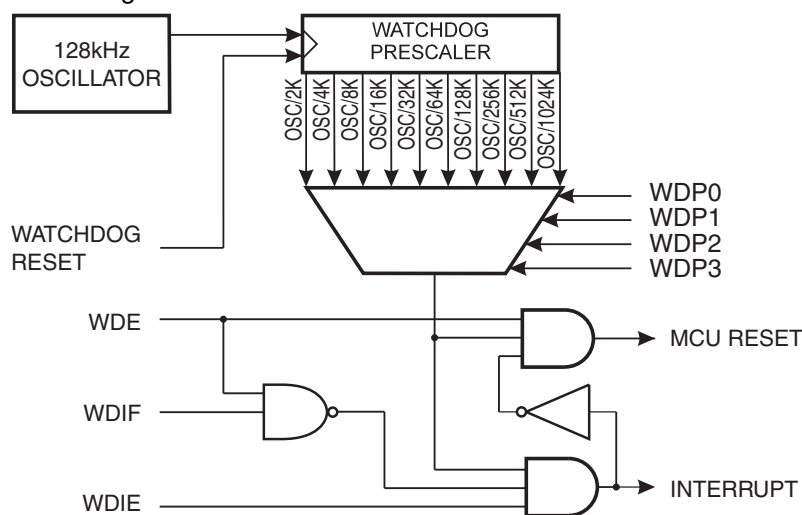 128kHz
OSCILLATOR
WATCHDOG
PRESCALER
OSC/2K
OSC/4K
OSC/8K
OSC/16K
OSC/32K
OSC/64K
OSC/128K
OSC/256K
OSC/512K
OSC/1024K
WDP0
WDP1
WDP2
WDP3
WATCHDOG
RESET
WDE
MCU RESET
WDIF
INTERRUPT
WDIE